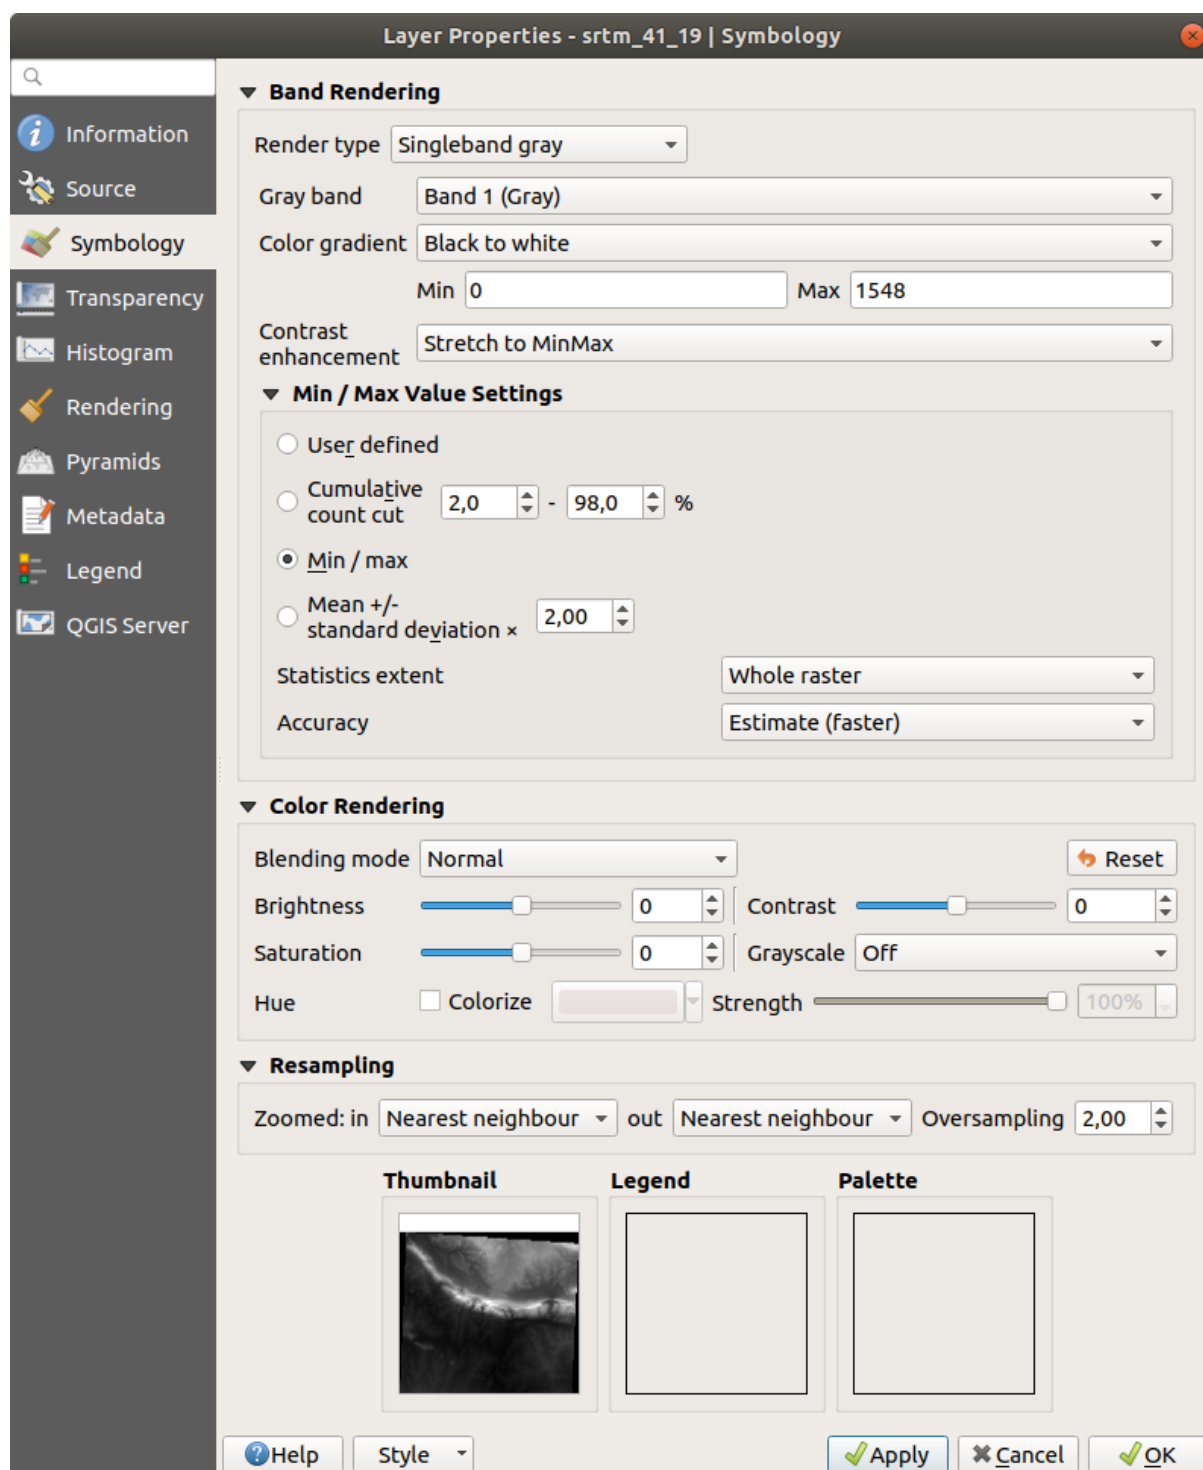 Layer Properties - srtm_41_19 | Symbology
Information
Source
Symbology
Transparency
Histogram
Rendering
Pyramids
Metadata
Legend
QGIS Server
Band Rendering
Render type Singleband gray
Gray band Band 1 (Gray)
Color gradient Black to white
Min 0 Max 1548
Contrast
enhancement Stretch to MinMax
Min / Max Value Settings
User defined
Cumulative
count cut 2,0 - 98,0 %
Min / max
Mean +/-
standard deviation × 2,00
Statistics extent Whole raster
Accuracy Estimate (faster)
Color Rendering
Blending mode Normal Reset
Brightness 0 Contrast 0
Saturation 0 Grayscale Off
Hue Colorize Strength 100%
Resampling
Zoomed: in Nearest neighbour out Nearest neighbour Oversampling 2,00
Thumbnail Legend Palette
Help Style Apply Cancel OK